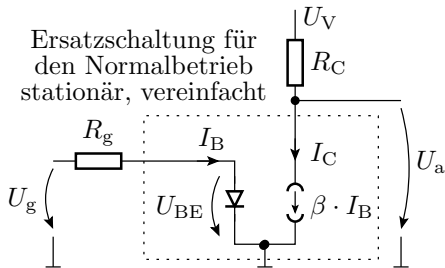 Ersatzschaltung für
den Normalbetrieb
stationär, vereinfacht
U_V
R_C
R_g
I_B
I_C
U_a
U_g
U_BE
β · I_B